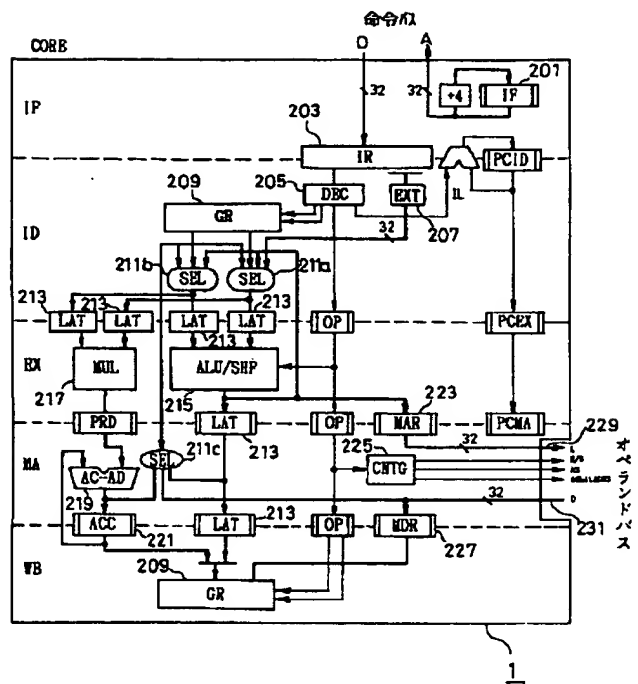 命令バス
CORE
D
A
32
32
+4
IF
201
IF
203
IR
PCID
209
205
DEC
EXT
IL
GR
207
ID
32
211b
SEL
SEL
211a
213
213
213
LAT
LAT
LAT
LAT
OP
PCEX
213
EX
MUL
ALU/SHF
217
215
223
PRD
LAT
OP
MAR
PCMA
213
229
211c
225
32
MA
SEL
CNTG
AC-AD
219
32
D
オペランドバス
231
ACC
LAT
213
OP
MDR
221
227
WB
209
GR
1